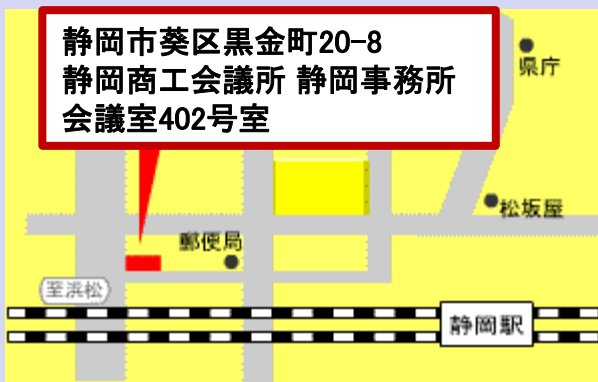 静岡市葵区黒金町20-8
静岡商工会議所 静岡事務所
会議室402号室
県庁
松坂屋
郵便局
至浜松
静岡駅